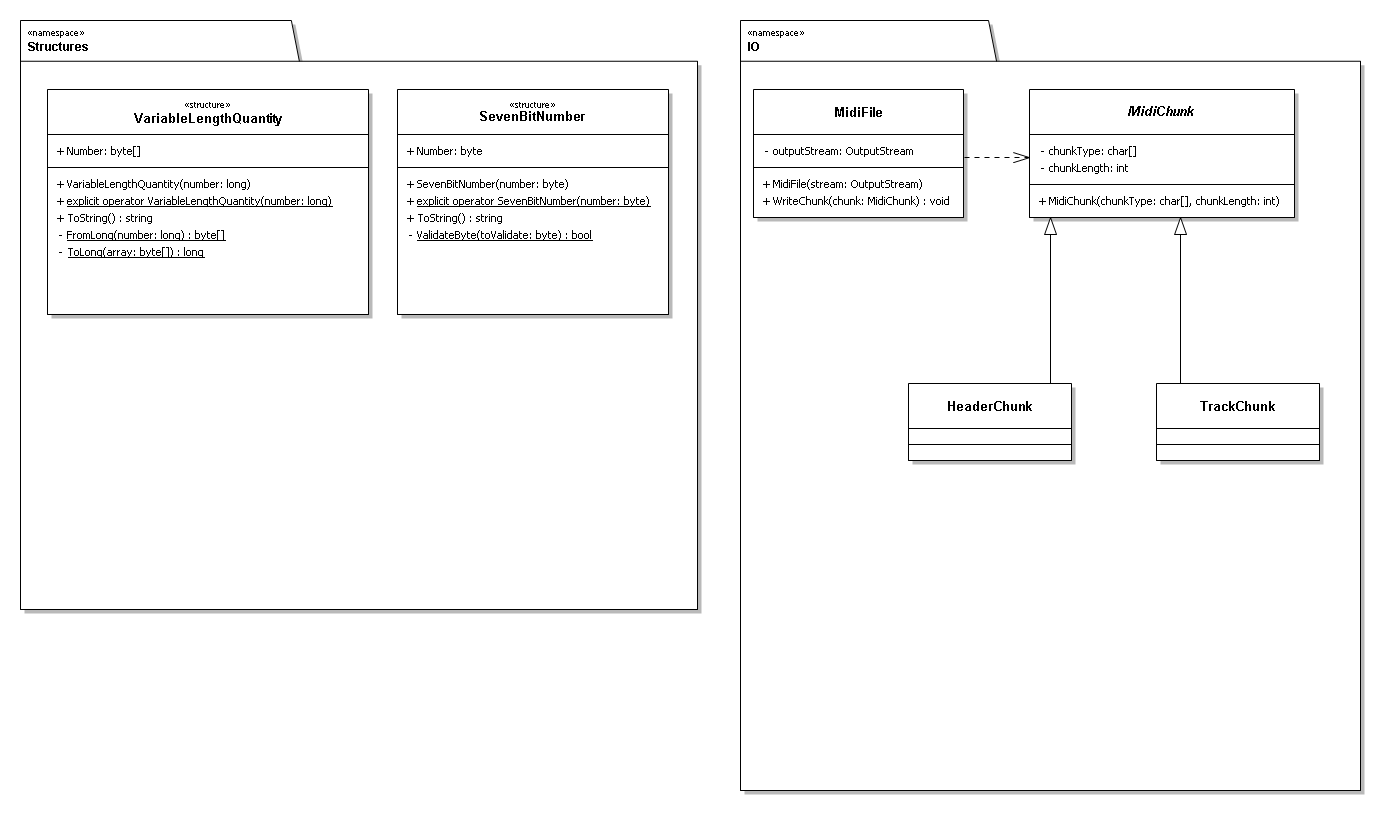 «namespace»
Structures
«structure»
VariableLengthQuantity
+ Number: byte[]
+ VariableLengthQuantity(number: long)
+ explicit operator VariableLengthQuantity(number: long)
+ ToString() : string
- FromLong(number: long) : byte[]
- ToLong(array: byte[]) : long
«structure»
SevenBitNumber
+ Number: byte
+ SevenBitNumber(number: byte)
+ explicit operator SevenBitNumber(number: byte)
+ ToString() : string
- ValidateByte(toValidate: byte) : bool
«namespace»
IO
MidiFile
- outputStream: OutputStream
+ MidiFile(stream: OutputStream)
+ WriteChunk(chunk: MidiChunk) : void
MidiChunk
- chunkType: char[]
- chunkLength: int
+ MidiChunk(chunkType: char[], chunkLength: int)
HeaderChunk
TrackChunk